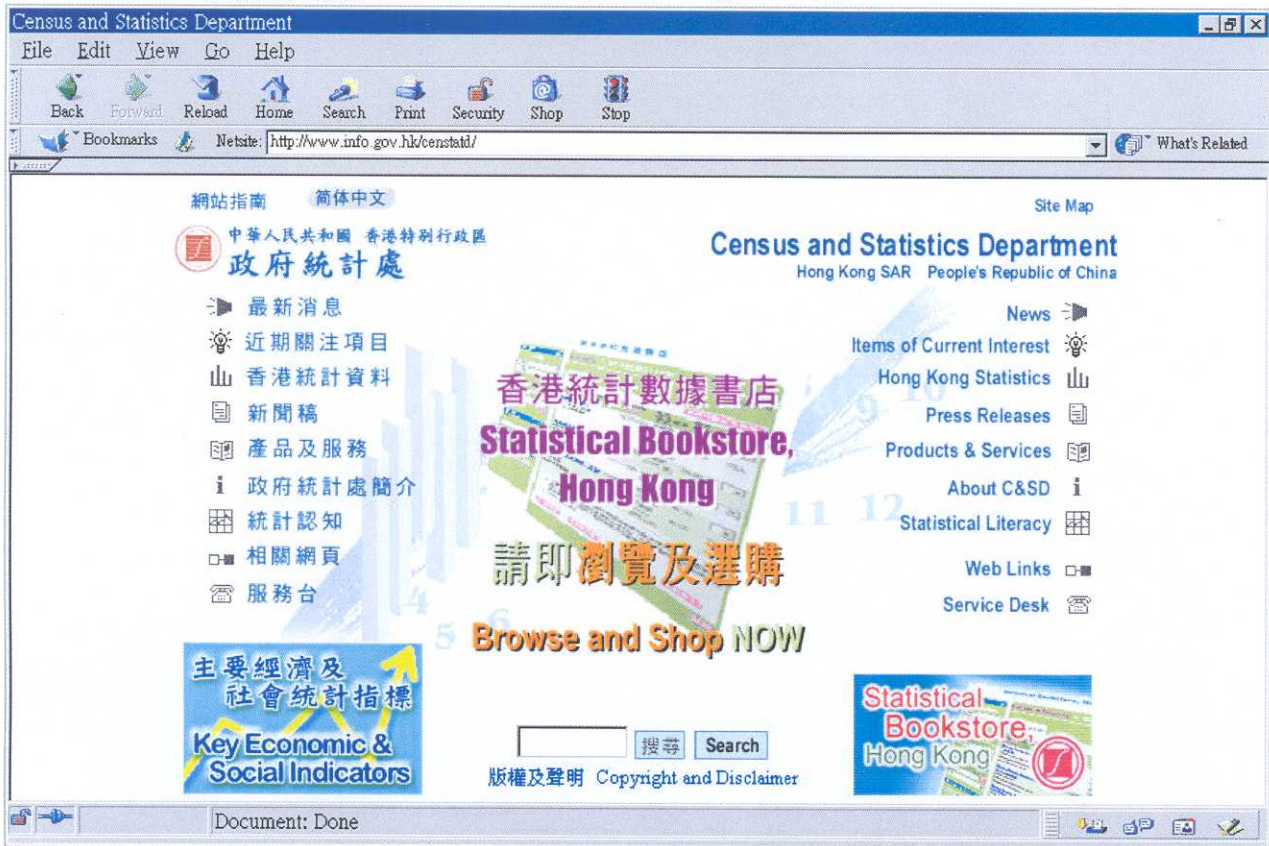 Census and Statistics Department
File Edit View Go Help
Back Forward Reload Home Search Print Security Shop Stop
Bookmarks Netsite: http://www.info.gov.hk/censtatd/ What's Related
網站指南 简体中文 Site Map
中華人民共和國 香港特別行政區
政府統計處
Census and Statistics Department
Hong Kong SAR People's Republic of China
最新消息
近期關注項目
香港統計資料
新聞稿
產品及服務
政府統計處簡介
統計認知
相關網頁
服務台
香港統計數據書店
Statistical Bookstore,
Hong Kong
請即瀏覽及選購
Browse and Shop NOW
News
Items of Current Interest
Hong Kong Statistics
Press Releases
Products & Services
About C&SD
Statistical Literacy
Web Links
Service Desk
9 10
11 12
4
5 6
主要經濟及
社會統計指標
Key Economic &
Social Indicators
搜尋 Search
版權及聲明 Copyright and Disclaimer
Statistical
Bookstore,
Hong Kong
Document: Done